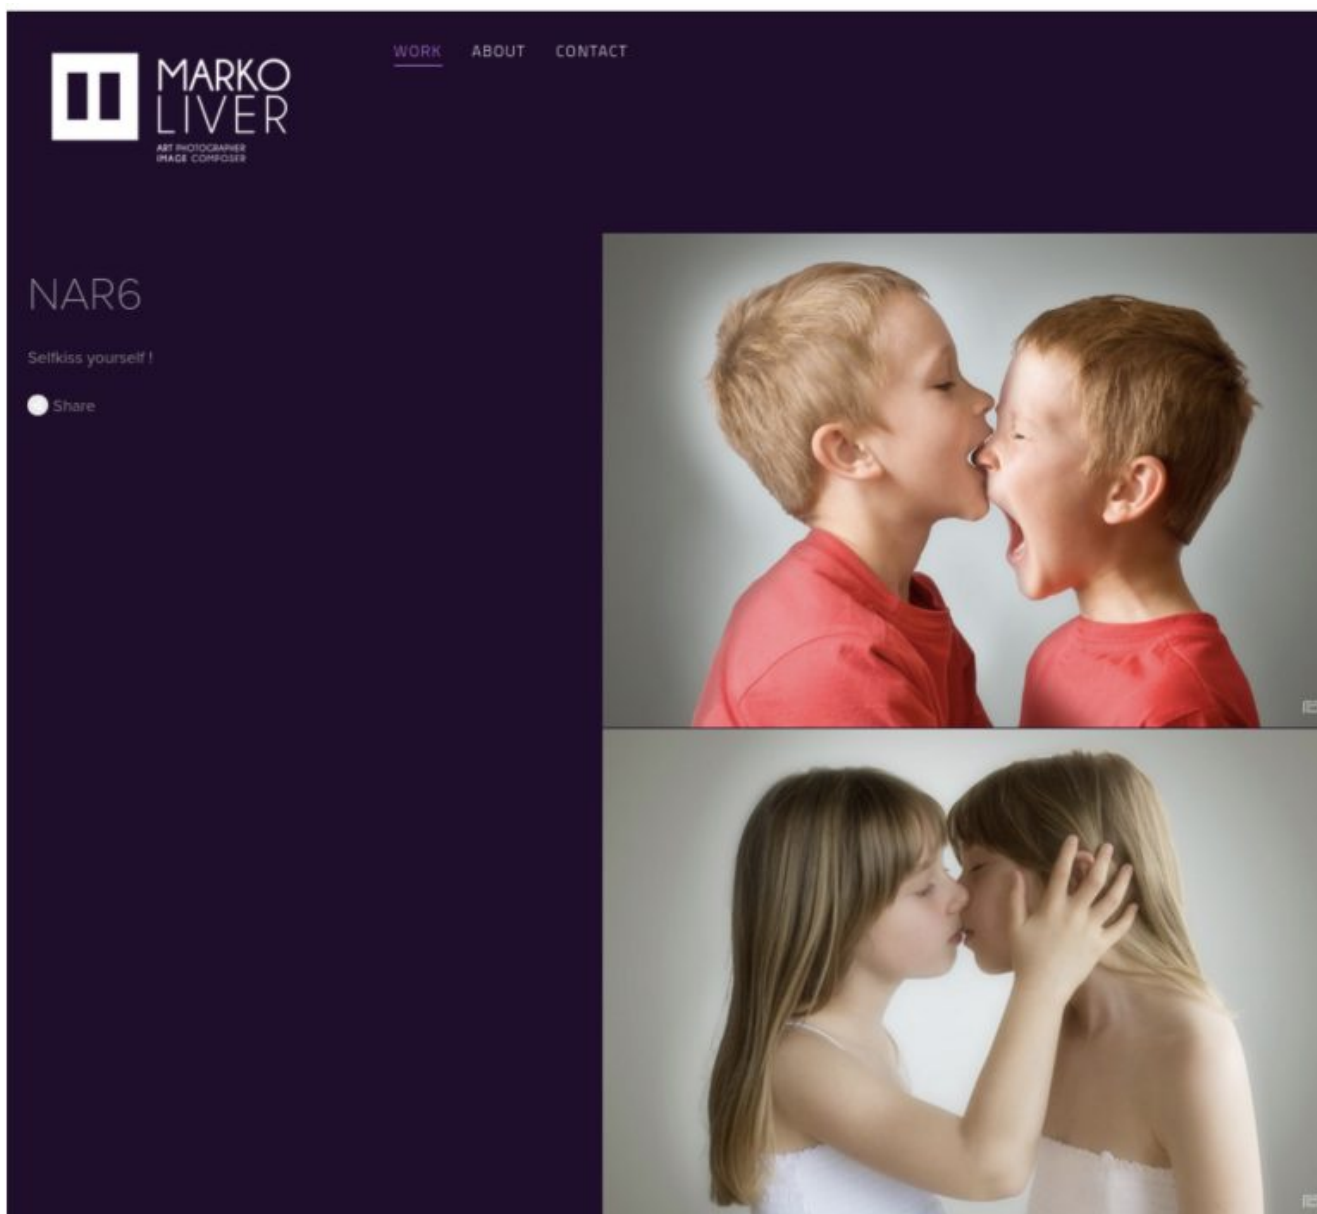 MARKO
LIVER
ART PHOTOGRAPHER
IMAGE COMPOSER
WORK ABOUT CONTACT
NAR6
Selfkiss yourself !
Share